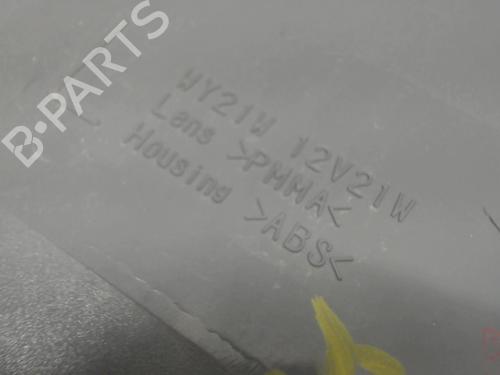 B-PARTS
WY21W 12V21W
Lens >PMMA<
Housing >ABS<